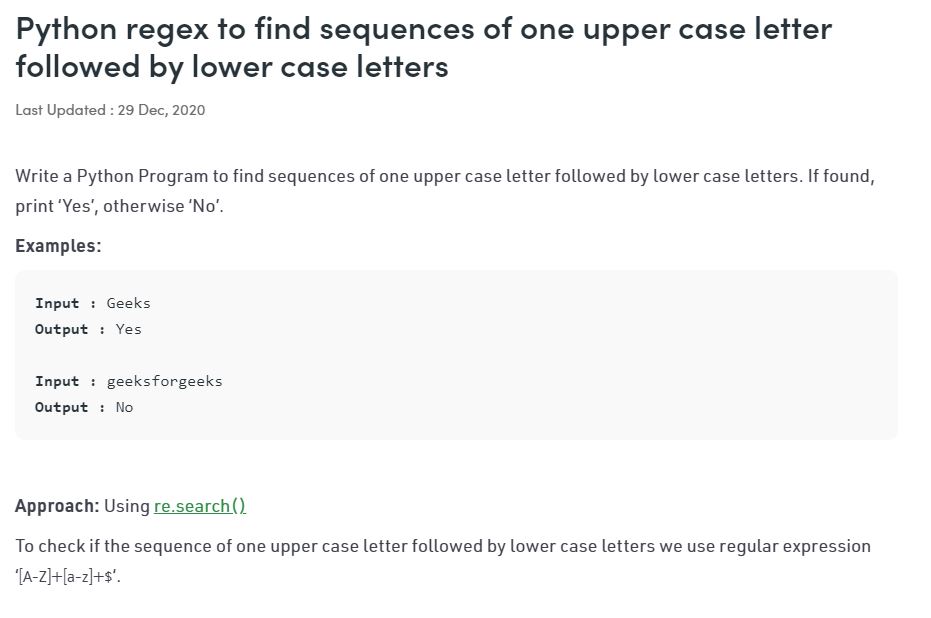 Python regex to find sequences of one upper case letter
followed by lower case letters
Last Updated : 29 Dec, 2020
Write a Python Program to find sequences of one upper case letter followed by lower case letters. If found,
print ‘Yes’, otherwise ‘No’.
Examples:
Input : Geeks
Output : Yes
Input : geeksforgeeks
Output : No
Approach: Using re.search()
To check if the sequence of one upper case letter followed by lower case letters we use regular expression
‘[A-Z]+[a-z]+$‘.